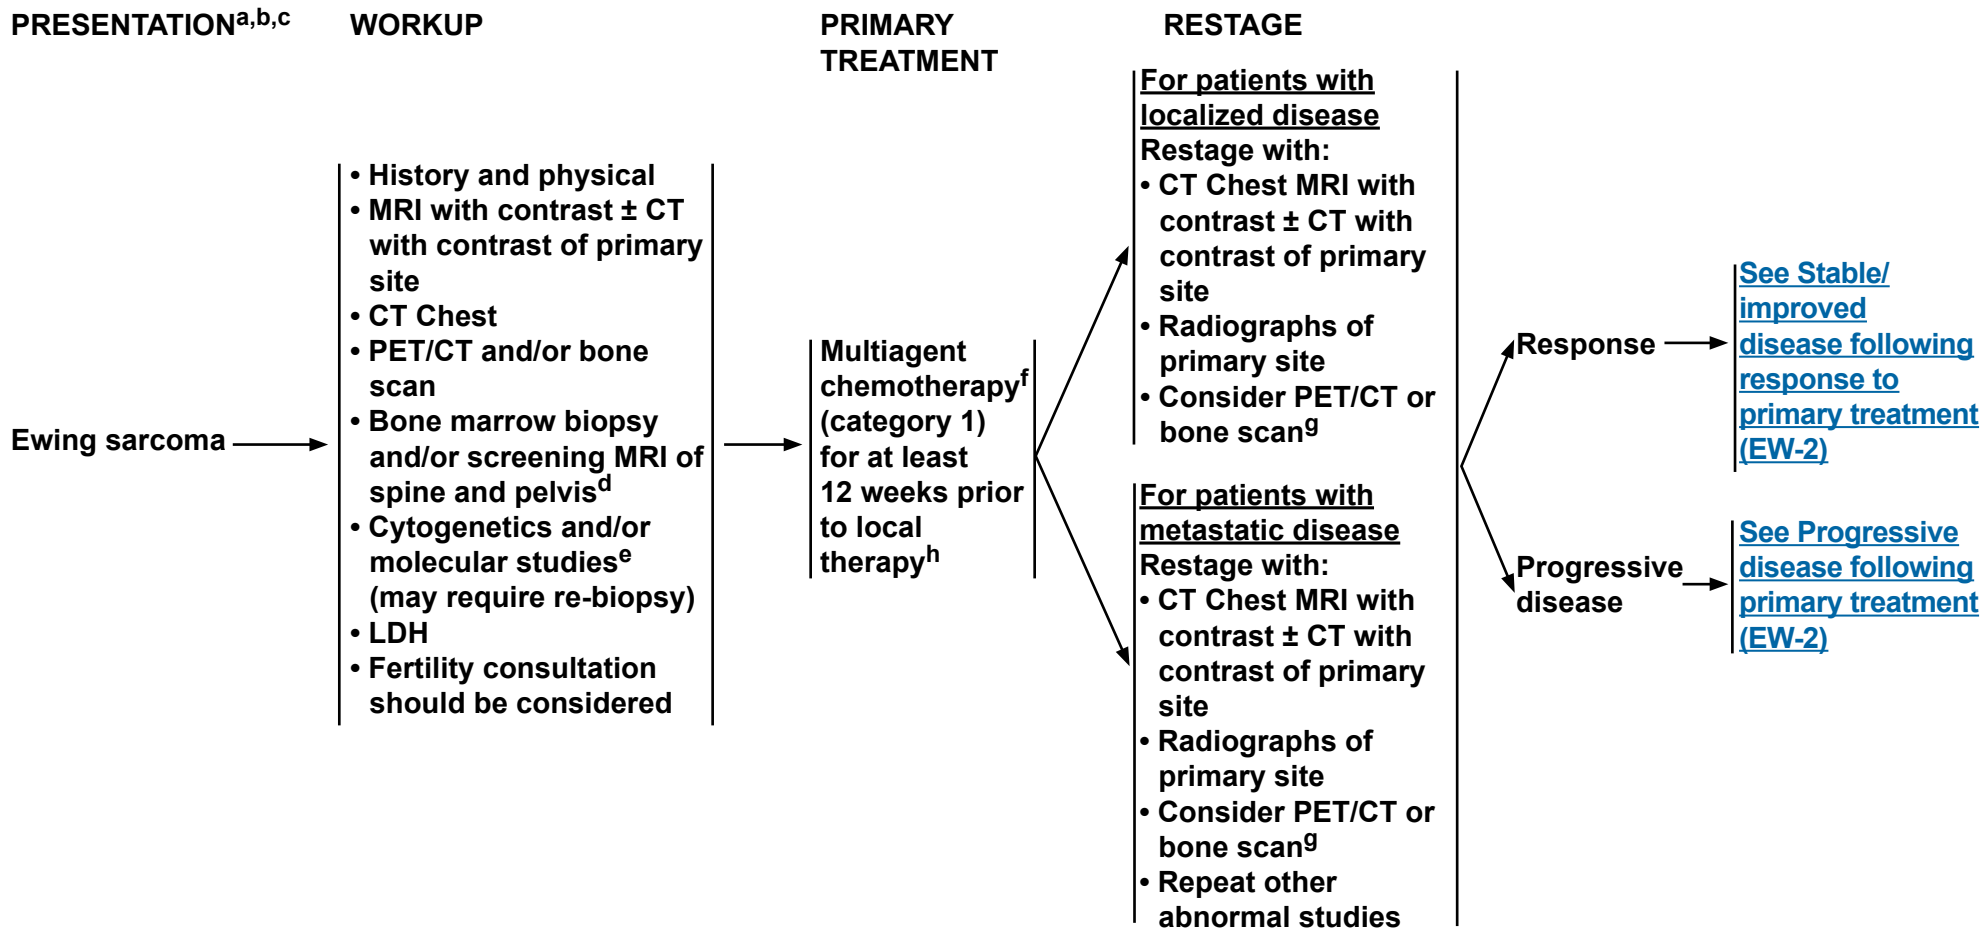 PRESENTATIONa,b,c
WORKUP
PRIMARY
TREATMENT
RESTAGE
Ewing sarcoma
• History and physical
• MRI with contrast ± CT
with contrast of primary
site
• CT Chest
• PET/CT and/or bone
scan
• Bone marrow biopsy
and/or screening MRI of
spine and pelvisd
• Cytogenetics and/or
molecular studiese
(may require re-biopsy)
• LDH
• Fertility consultation
should be considered
Multiagent
chemotherapyf
(category 1)
for at least
12 weeks prior
to local
therapyh
For patients with
localized disease
Restage with:
• CT Chest MRI with
contrast ± CT with
contrast of primary
site
• Radiographs of
primary site
• Consider PET/CT or
bone scang
For patients with
metastatic disease
Restage with:
• CT Chest MRI with
contrast ± CT with
contrast of primary
site
• Radiographs of
primary site
• Consider PET/CT or
bone scang
• Repeat other
abnormal studies
Response
See Stable/
improved
disease following
response to
primary treatment
(EW-2)
Progressive
disease
See Progressive
disease following
primary treatment
(EW-2)